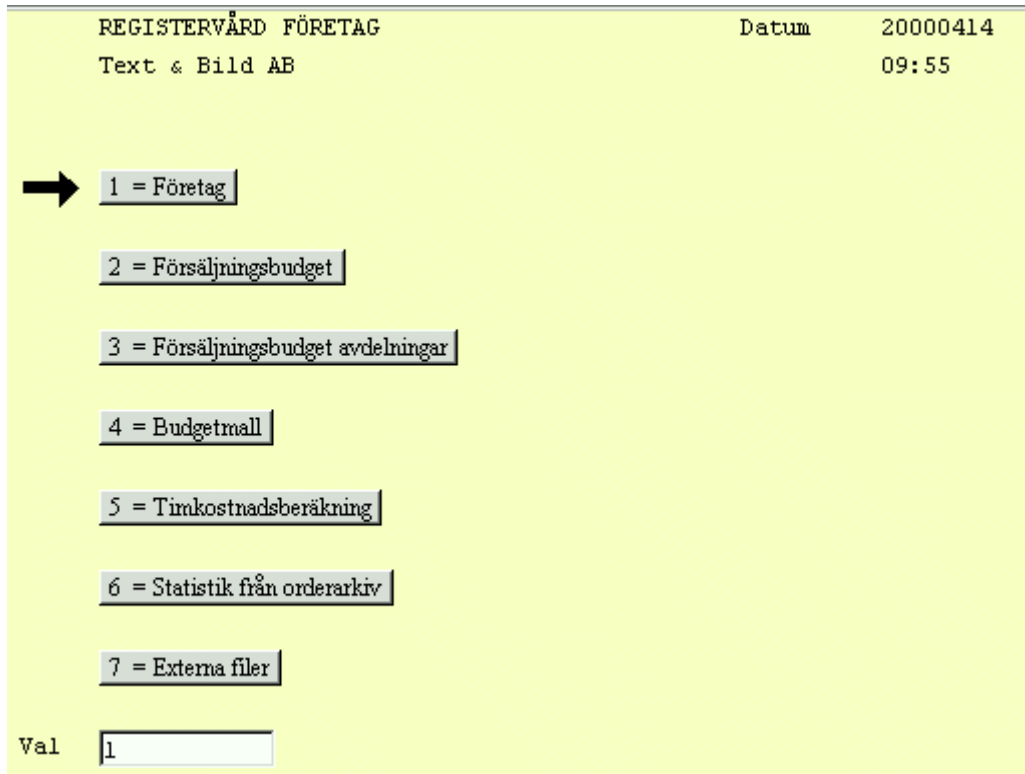 REGISTERVÅRD FÖRETAG Datum 20000414
Text & Bild AB 09:55
1 = Företag
2 = Försäljningsbudget
3 = Försäljningsbudget avdelningar
4 = Budgetmall
5 = Timkostnadsberäkning
6 = Statistik från orderarkiv
7 = Externa filer
Val 1